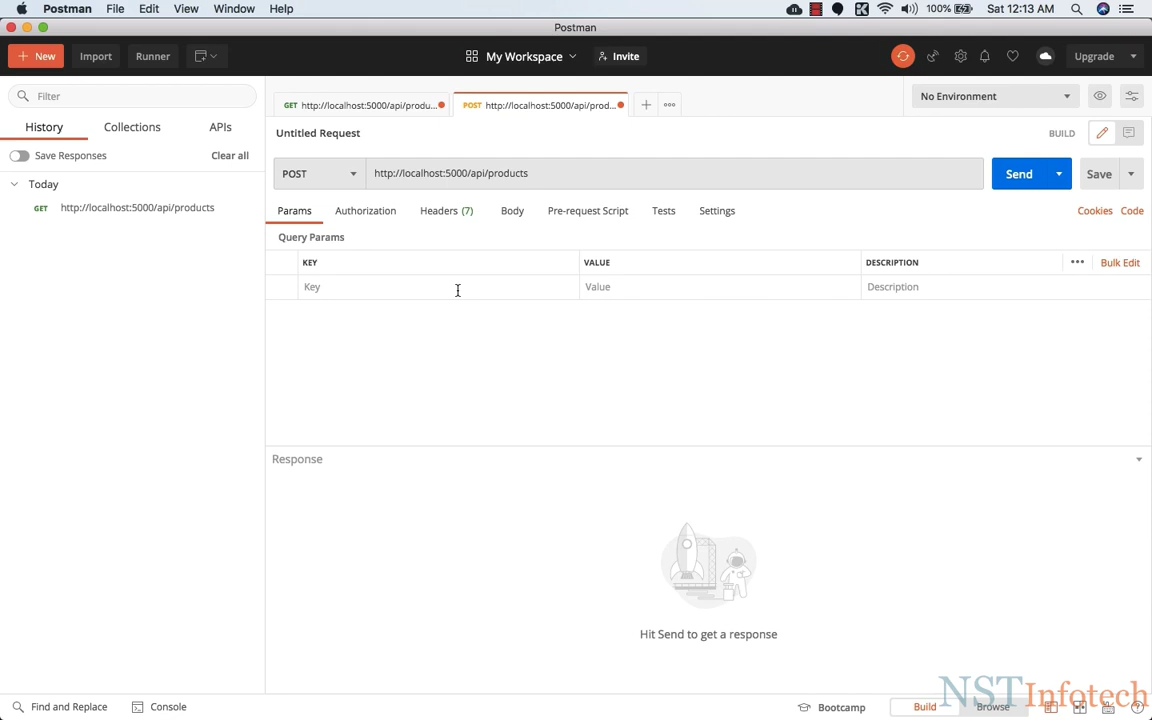 Postman File Edit View Window Help 100% Sat 12:13 AM
Postman
+ New Import Runner My Workspace Invite Upgrade
Filter
GET http://localhost:5000/api/produ... POST http://localhost:5000/api/prod... + ••• No Environment
History Collections APIs
Untitled Request BUILD
Save Responses Clear all
POST http://localhost:5000/api/products Send Save
Today
GET http://localhost:5000/api/products
Params Authorization Headers (7) Body Pre-request Script Tests Settings Cookies Code
Query Params
KEY VALUE DESCRIPTION ••• Bulk Edit
Key Value Description
Response
Hit Send to get a response
NSTInfotech
Find and Replace Console Bootcamp Build Browse